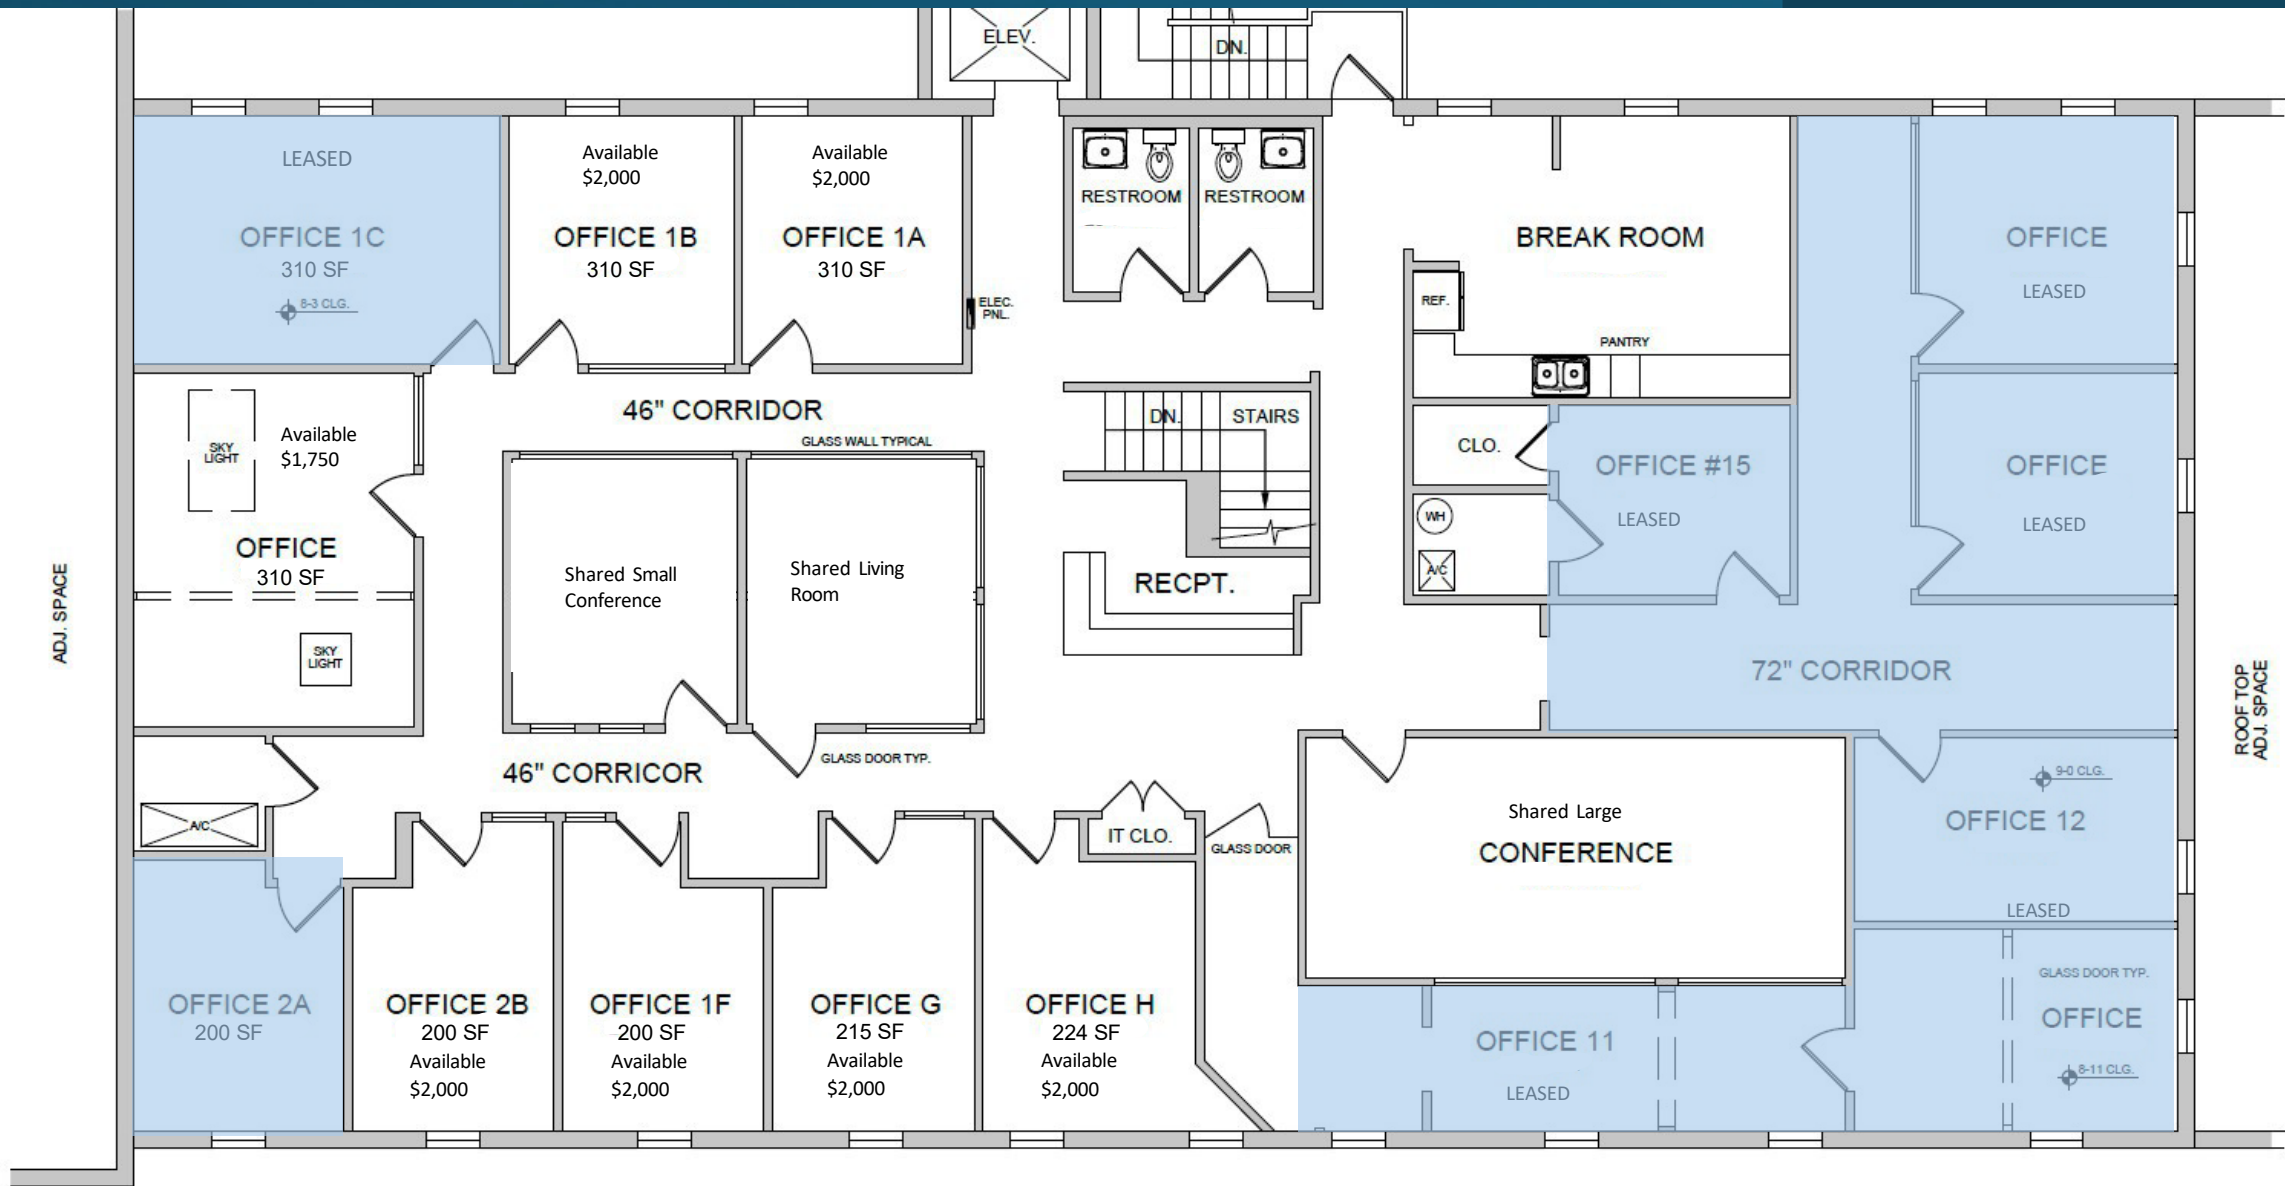 ELEV.
DN.
LEASED
OFFICE 1C
310 SF
8-3 CLG.
Available
$2,000
OFFICE 1B
310 SF
Available
$2,000
OFFICE 1A
310 SF
ELEC.
PNL.
RESTROOM
RESTROOM
BREAK ROOM
REF.
PANTRY
OFFICE
LEASED
46" CORRIDOR
GLASS WALL TYPICAL
SKY
LIGHT
Available
$1,750
OFFICE
310 SF
SKY
LIGHT
ADJ. SPACE
Shared Small
Conference
Shared Living
Room
DN.
STAIRS
RECPT.
CLO.
WH
A/C
OFFICE #15
LEASED
OFFICE
LEASED
72" CORRIDOR
ROOF TOP
ADJ. SPACE
46" CORRICOR
GLASS DOOR TYP.
A/C
IT CLO.
GLASS DOOR
Shared Large
CONFERENCE
9-0 CLG.
OFFICE 12
LEASED
OFFICE 2A
200 SF
OFFICE 2B
200 SF
Available
$2,000
OFFICE 1F
200 SF
Available
$2,000
OFFICE G
215 SF
Available
$2,000
OFFICE H
224 SF
Available
$2,000
OFFICE 11
LEASED
GLASS DOOR TYP.
OFFICE
8-11 CLG.